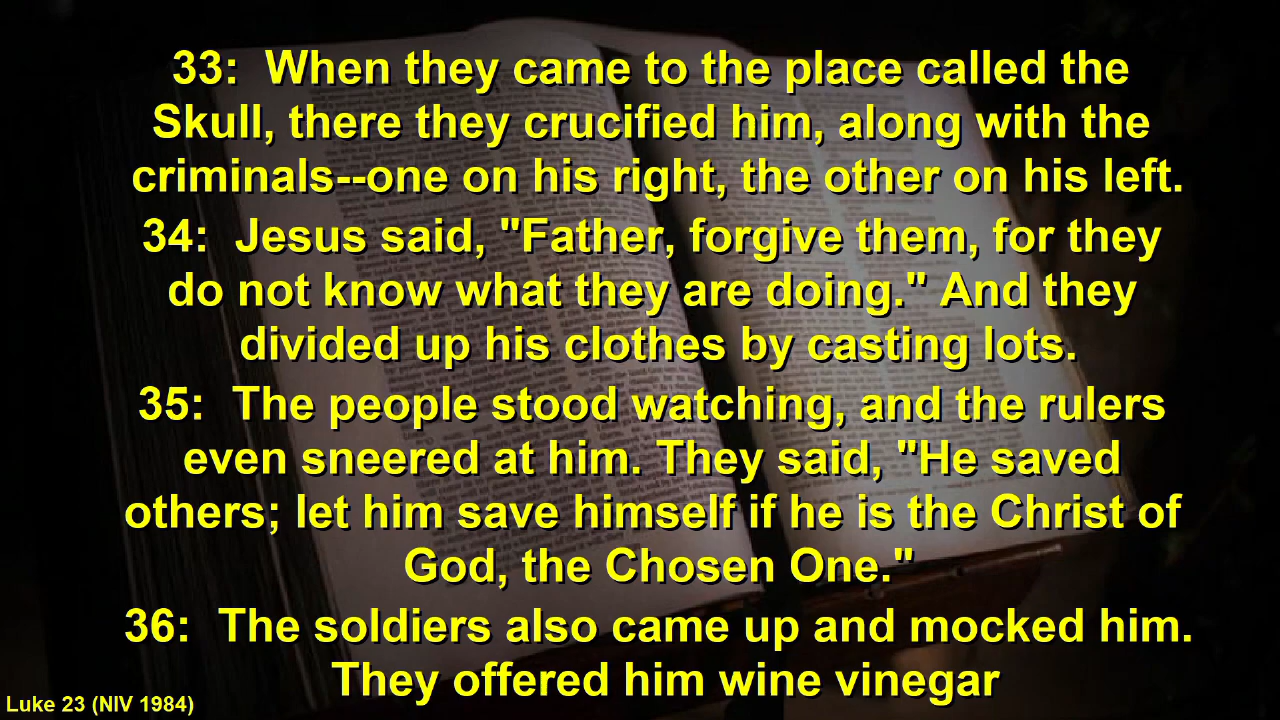 33:  When they came to the place called the
Skull, there they crucified him, along with the
criminals--one on his right, the other on his left.
34:  Jesus said, "Father, forgive them, for they
do not know what they are doing." And they
divided up his clothes by casting lots.
35:  The people stood watching, and the rulers
even sneered at him. They said, "He saved
others; let him save himself if he is the Christ of
God, the Chosen One."
36:  The soldiers also came up and mocked him.
They offered him wine vinegar
Luke 23 (NIV 1984)